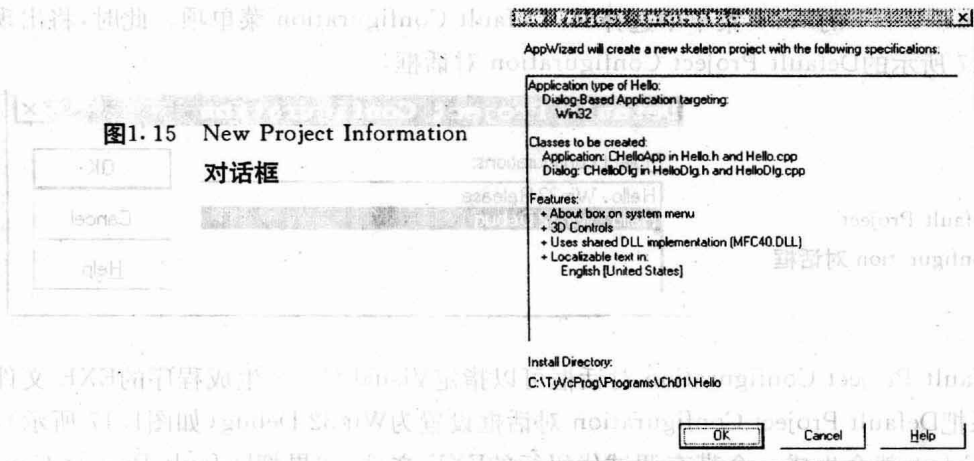 New Project Information
AppWizard will create a new skeleton project with the following specifications:
Application type of Hello:
Dialog-Based Application targeting:
Win32
图1.15 New Project Information
对话框
Classes to be created:
Application: CHelloApp in Hello.h and Hello.cpp
Dialog: CHelloDlg in HelloDlg.h and HelloDlg.cpp
Features:
+ About box on system menu
+ 3D Controls
+ Uses shared DLL implementation (MFC40.DLL)
+ Localizable text in:
English [United States]
Install Directory:
C:\TyVcProg\Programs\Ch01\Hello
OK
Cancel
Help